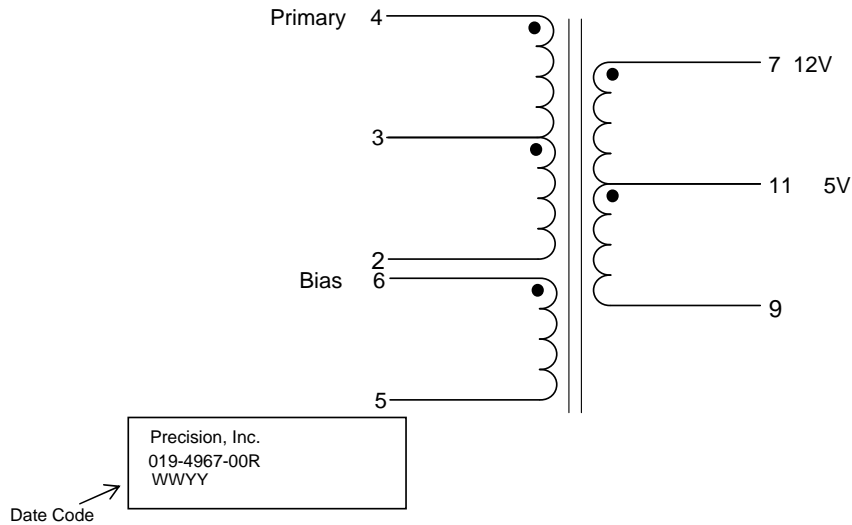 Primary 4
7 12V
3
11 5V
2
Bias 6
9
5
Precision, Inc.
019-4967-00R
WWYY
Date Code